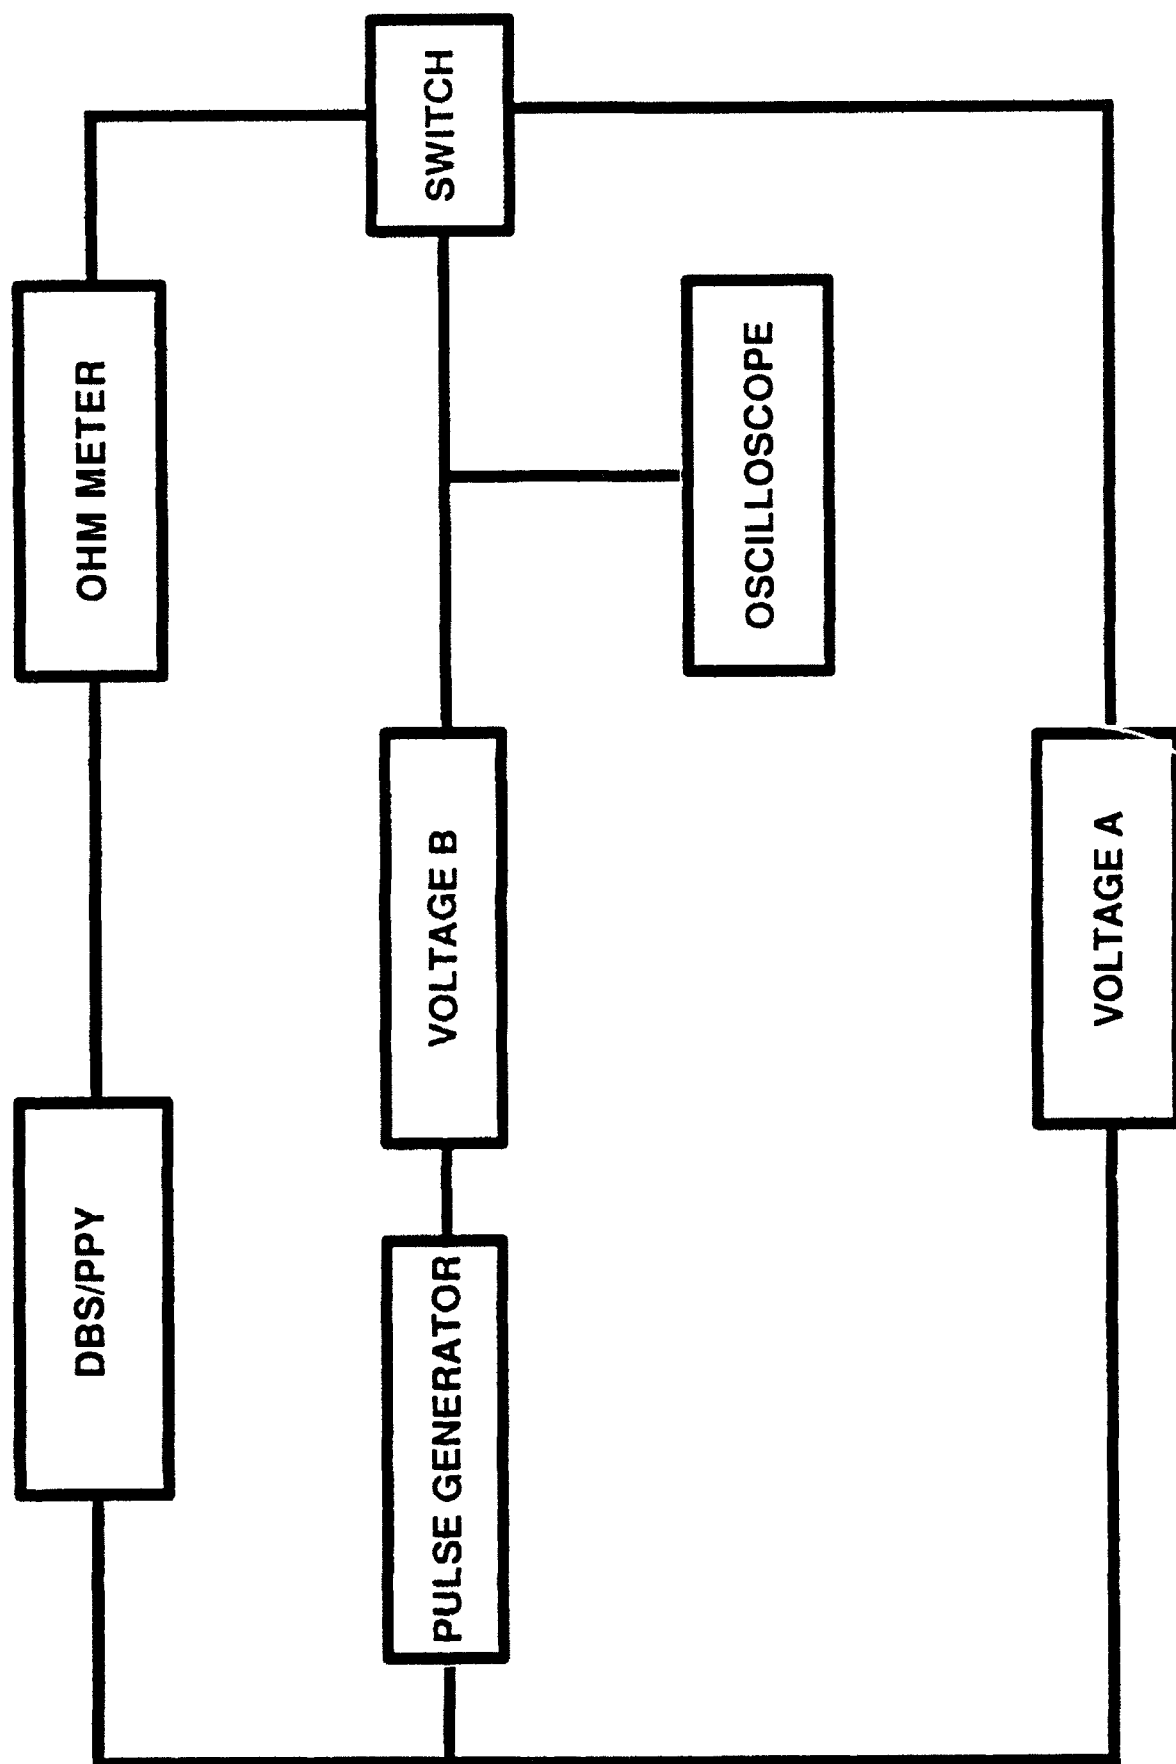 DBS/PPY
OHM METER
PULSE GENERATOR
VOLTAGE B
SWITCH
OSCILLOSCOPE
VOLTAGE A